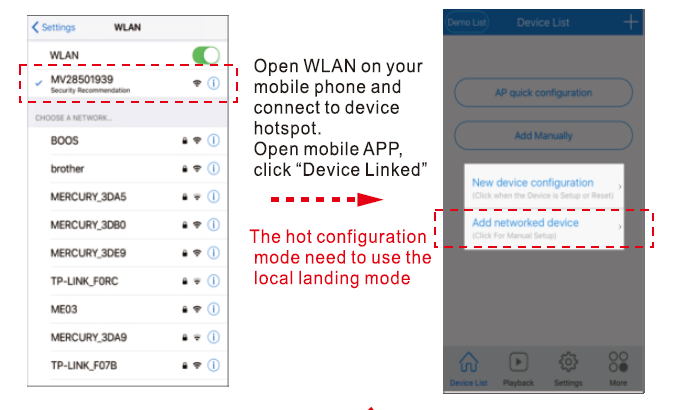 Settings
WLAN
WLAN
MV28501939
Security Recommendation
CHOOSE A NETWORK...
BOOS
brother
MERCURY_3DA5
MERCURY_3DB0
MERCURY_3DE9
TP-LINK_F0RC
ME03
MERCURY_3DA9
TP-LINK_F07B
Open WLAN on your
mobile phone and
connect to device
hotspot.
Open mobile APP,
click “Device Linked”
The hot configuration
mode need to use the
local landing mode
Demo List
Device List
AP quick configuration
Add Manually
New device configuration
(Click when the Device is Setup or Reset)
Add networked device
(Click For Manual Setup)
Device List
Playback
Settings
More